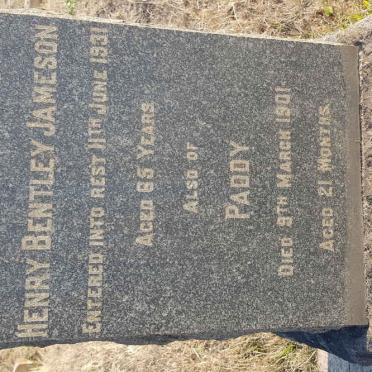 HENRY BENTLEY JAMESON
ENTERED INTO REST 11TH JUNE 1931
AGED 65 YEARS
ALSO OF
PADDY
DIED 9TH MARCH 1901
AGED 21 MONTHS.